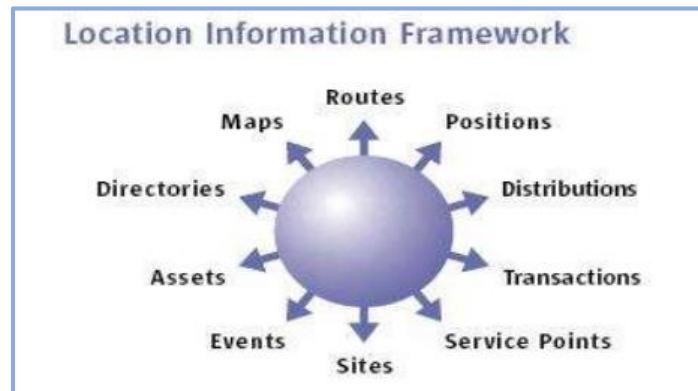 Location Information Framework
Routes
Maps
Positions
Directories
Distributions
Assets
Transactions
Events
Service Points
Sites